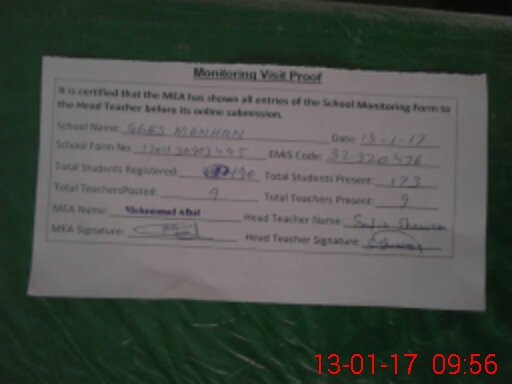 Monitoring Visit Proof
It is certified that the MEA has shown all entries of the School Monitoring Form to
the Head Teacher before its online submission.
School Name: GGES MANHAN Date: 13-1-17
School Form No: EMIS Code: 32320476
Total Students Registered: 190 Total Students Present: 173
Total TeachersPosted: 9 Total Teachers Present: 9
MEA Name: Muhammad Afzal Head Teacher Name:
MEA Signature: Head Teacher Signature:
13-01-17 09:56